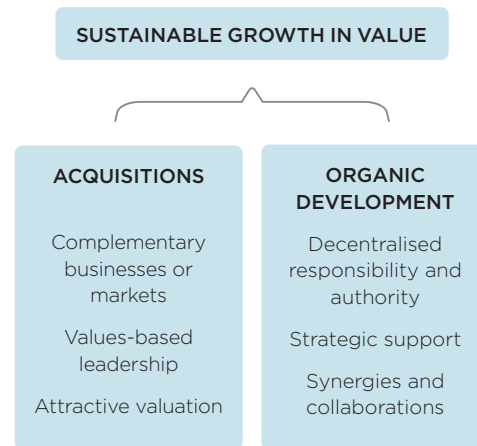 SUSTAINABLE GROWTH IN VALUE
ACQUISITIONS
Complementary
businesses or
markets
Values-based
leadership
Attractive valuation
ORGANIC
DEVELOPMENT
Decentralised
responsibility and
authority
Strategic support
Synergies and
collaborations